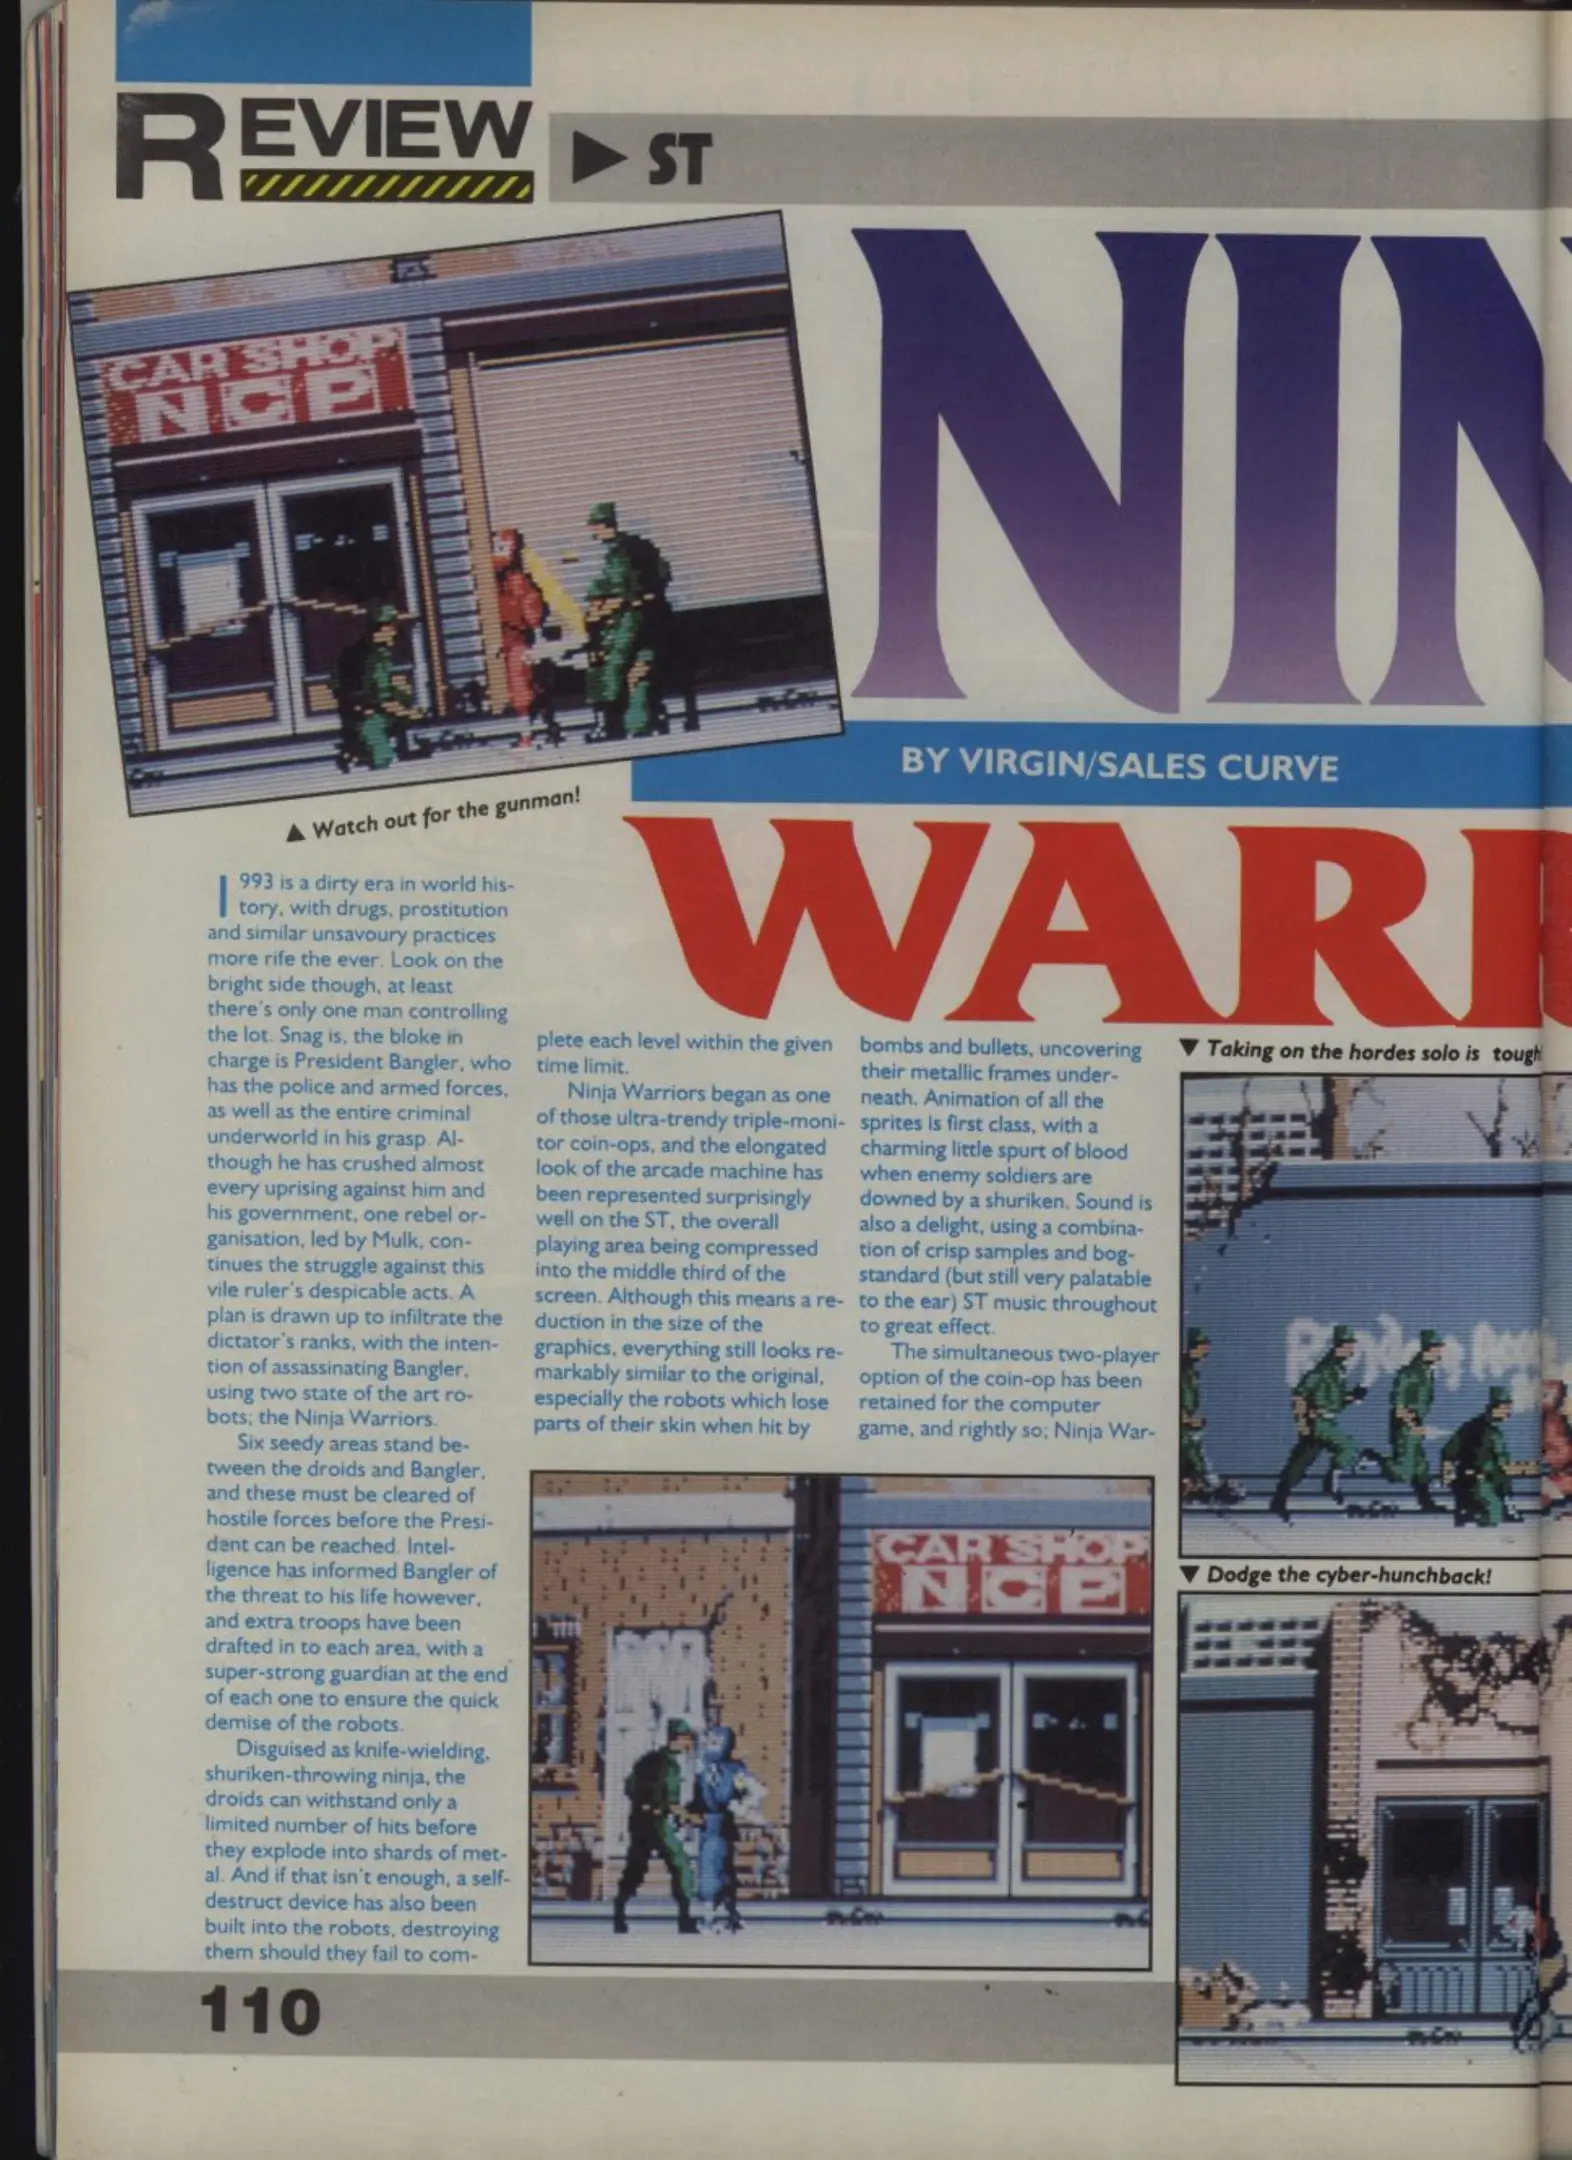 REVIEW
▶ ST
CAR SHOP
NCP
NIN
BY VIRGIN/SALES CURVE
▲ Watch out for the gunman!
WARR
1993 is a dirty era in world his-
tory, with drugs, prostitution
and similar unsavoury practices
more rife the ever. Look on the
bright side though, at least
there's only one man controlling
the lot. Snag is, the bloke in
charge is President Bangler, who
has the police and armed forces,
as well as the entire criminal
underworld in his grasp. Al-
though he has crushed almost
every uprising against him and
his government, one rebel or-
ganisation, led by Mulk, con-
tinues the struggle against this
vile ruler's despicable acts. A
plan is drawn up to infiltrate the
dictator's ranks, with the inten-
tion of assassinating Bangler,
using two state of the art ro-
bots; the Ninja Warriors.
Six seedy areas stand be-
tween the droids and Bangler,
and these must be cleared of
hostile forces before the Presi-
dent can be reached. Intel-
ligence has informed Bangler of
the threat to his life however,
and extra troops have been
drafted in to each area, with a
super-strong guardian at the end
of each one to ensure the quick
demise of the robots.
Disguised as knife-wielding,
shuriken-throwing ninja, the
droids can withstand only a
limited number of hits before
they explode into shards of met-
al. And if that isn't enough, a self-
destruct device has also been
built into the robots, destroying
them should they fail to com-
plete each level within the given
time limit.
Ninja Warriors began as one
of those ultra-trendy triple-moni-
tor coin-ops, and the elongated
look of the arcade machine has
been represented surprisingly
well on the ST, the overall
playing area being compressed
into the middle third of the
screen. Although this means a re-
duction in the size of the
graphics, everything still looks re-
markably similar to the original,
especially the robots which lose
parts of their skin when hit by
bombs and bullets, uncovering
their metallic frames under-
neath. Animation of all the
sprites is first class, with a
charming little spurt of blood
when enemy soldiers are
downed by a shuriken. Sound is
also a delight, using a combina-
tion of crisp samples and bog-
standard (but still very palatable
to the ear) ST music throughout
to great effect.
The simultaneous two-player
option of the coin-op has been
retained for the computer
game, and rightly so; Ninja War-
CAR SHOP
NCP
▼ Taking on the hordes solo is tough
▼ Dodge the cyber-hunchback!
110